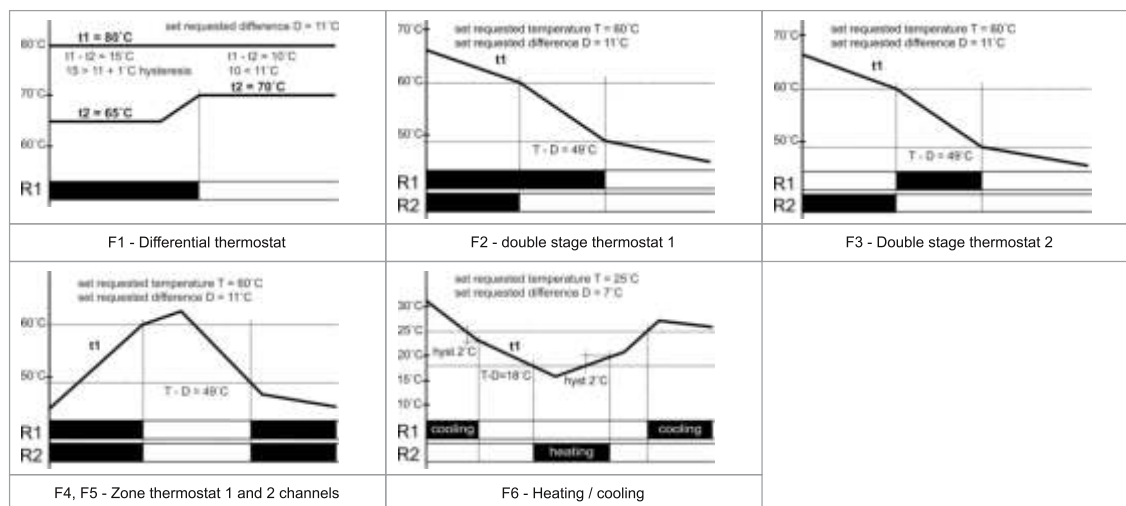 set requested difference D = 11˚C
80˚C
t1 = 80˚C
t1 - t2 = 15˚C
t1 - t2 = 10˚C
15 > 11 + 1˚C hysteresis
10 < 11˚C
t2 = 70˚C
70˚C
t2 = 65˚C
60˚C
R1
F1 - Differential thermostat
set requested temperature T = 60˚C
set requested difference D = 11˚C
70˚C
t1
60˚C
50˚C
T - D = 49˚C
R1
R2
F2 - double stage thermostat 1
set requested temperature T = 60˚C
set requested difference D = 11˚C
70˚C
t1
60˚C
50˚C
T - D = 49˚C
R1
R2
F3 - Double stage thermostat 2
set requested temperature T = 60˚C
set requested difference D = 11˚C
60˚C
t1
50˚C
T - D = 49˚C
R1
R2
F4, F5 - Zone thermostat 1 and 2 channels
set requested temperature T = 25˚C
set requested difference D = 7˚C
30˚C
25˚C
t1
20˚C
hyst 2˚C
T-D=18˚C
hyst 2˚C
15˚C
10˚C
R1
cooling
cooling
R2
heating
F6 - Heating / cooling